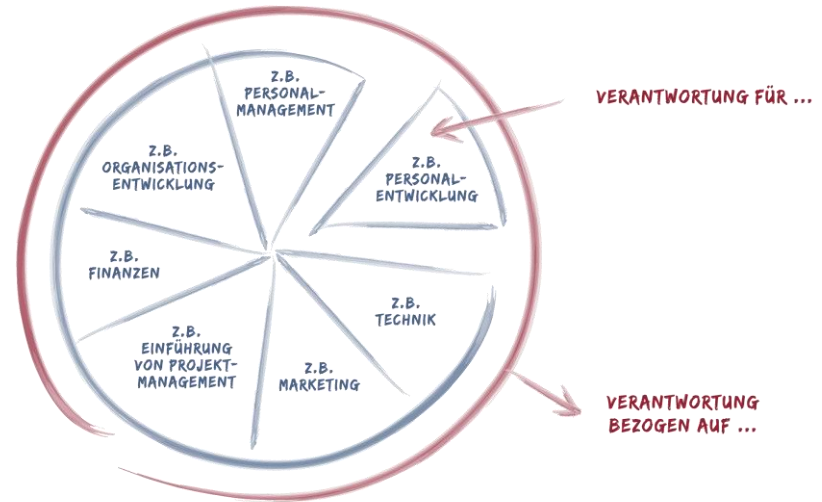 Z.B.
PERSONAL-
MANAGEMENT
VERANTWORTUNG FÜR ...
Z.B.
PERSONAL-
ENTWICKLUNG
Z.B.
ORGANISATIONS-
ENTWICKLUNG
Z.B.
FINANZEN
Z.B.
TECHNIK
Z.B.
EINFÜHRUNG
VON PROJEKT-
MANAGEMENT
Z.B.
MARKETING
VERANTWORTUNG
BEZOGEN AUF ...